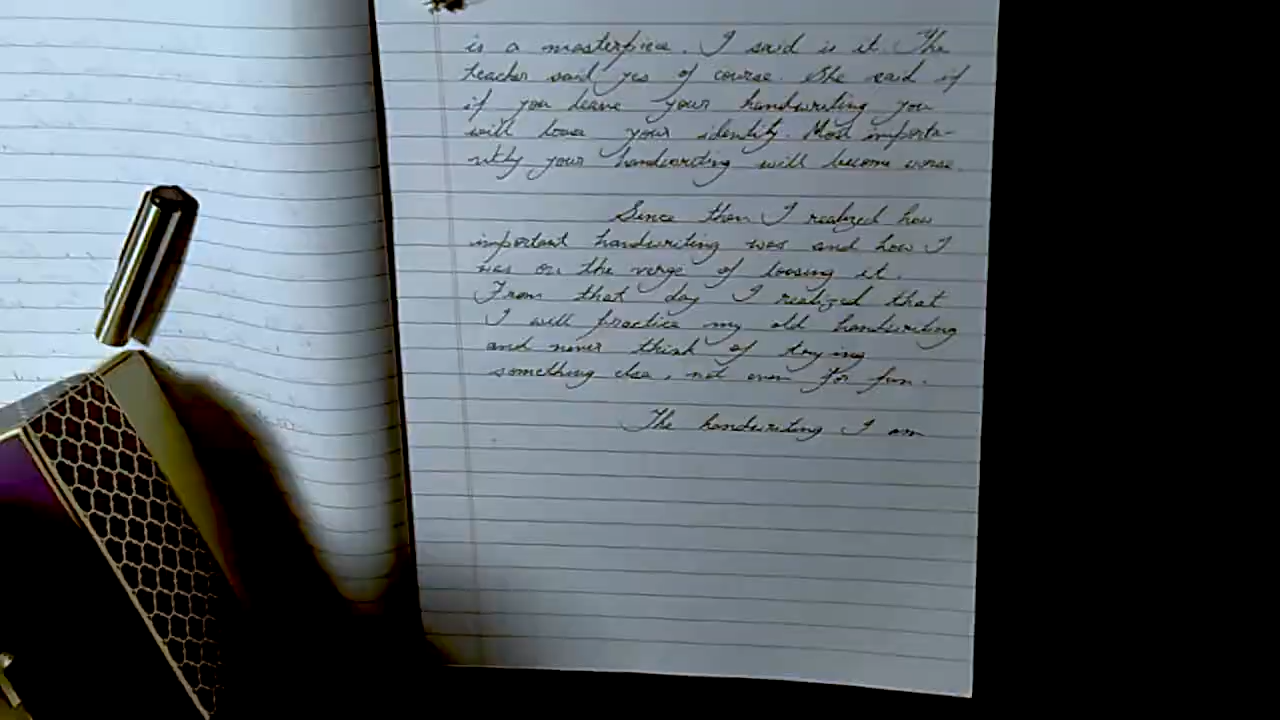 is a masterpiece. I said is it. The
teacher said yes of course. She said if
if you leave your handwriting you
will loose your identity. Most importa-
ntly your handwriting will become worse.
Since then I realized how
important handwriting was and how I
was on the verge of loosing it.
From that day I realized that
I will practice my old handwriting
and never think of trying
something else, not even for fun.
The handwriting I am